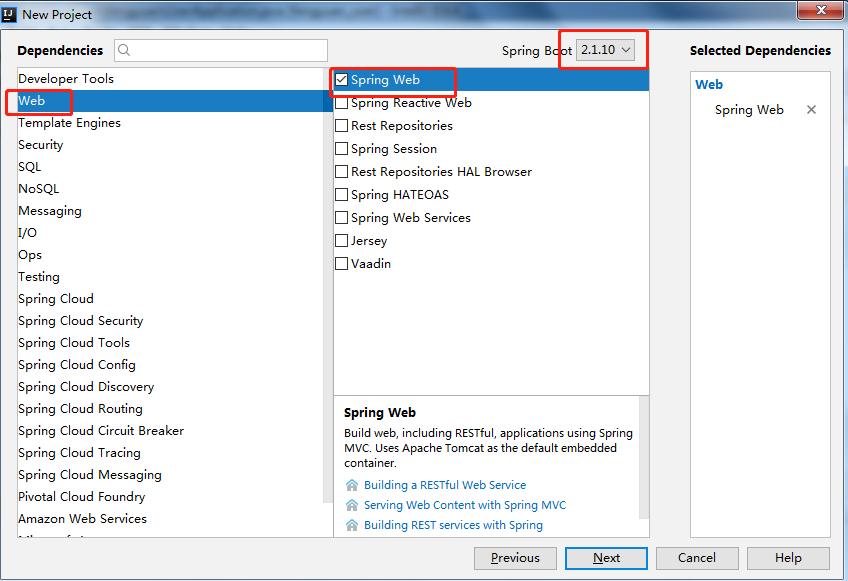 IJ New Project
Dependencies
Spring Boot 2.1.10
Selected Dependencies
Developer Tools
Web
Template Engines
Security
SQL
NoSQL
Messaging
I/O
Ops
Testing
Spring Cloud
Spring Cloud Security
Spring Cloud Tools
Spring Cloud Config
Spring Cloud Discovery
Spring Cloud Routing
Spring Cloud Circuit Breaker
Spring Cloud Tracing
Spring Cloud Messaging
Pivotal Cloud Foundry
Amazon Web Services
Spring Web
Spring Reactive Web
Rest Repositories
Spring Session
Rest Repositories HAL Browser
Spring HATEOAS
Spring Web Services
Jersey
Vaadin
Spring Web
Build web, including RESTful, applications using Spring
MVC. Uses Apache Tomcat as the default embedded
container.
Building a RESTful Web Service
Serving Web Content with Spring MVC
Building REST services with Spring
Web
Spring Web
Previous
Next
Cancel
Help